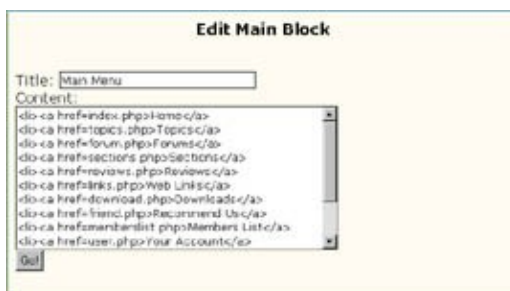 Edit Main Block
Title: Main Menu
Content:
<li><a href=index.php>Home</a>
<li><a href=topics.php>Topics</a>
<li><a href=forum.php>Forums</a>
<li><a href=sections.php>Sections</a>
<li><a href=reviews.php>Reviews</a>
<li><a href=links.php>Web Links</a>
<li><a href=download.php>Downloads</a>
<li><a href=friend.php>Recommend Us</a>
<li><a href=memberslist.php>Members List</a>
<li><a href=user.php>Your Account</a>
Go!